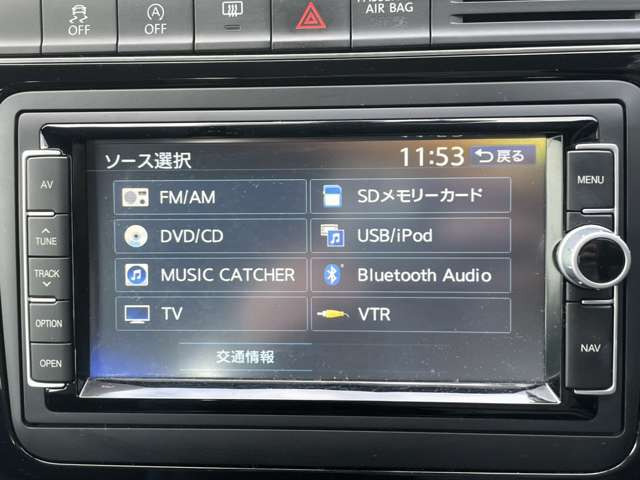 OFF
OFF
PASSENGER
AIR BAG
AV
TUNE
TRACK
OPTION
OPEN
ソース選択
11:53
戻る
FM/AM
SDメモリーカード
DVD/CD
USB/iPod
MUSIC CATCHER
Bluetooth Audio
TV
VTR
交通情報
MENU
NAV